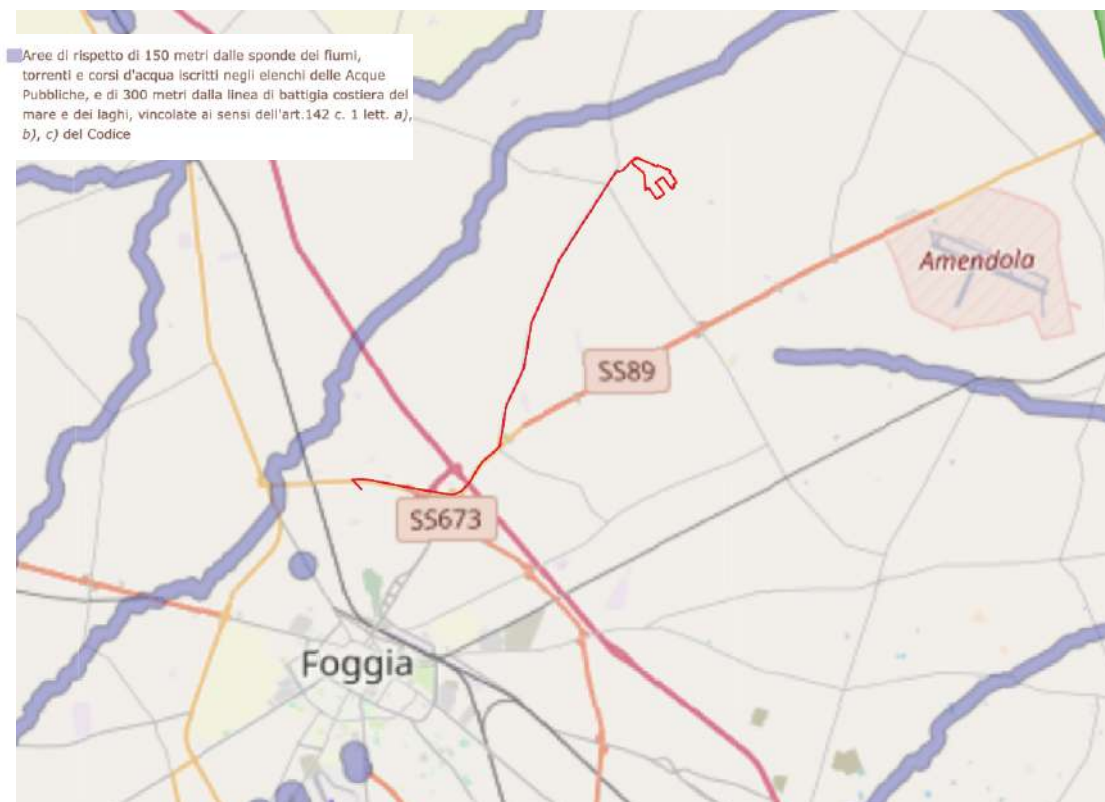 Aree di rispetto di 150 metri dalle sponde dei fiumi,
torrenti e corsi d'acqua iscritti negli elenchi delle Acque
Pubbliche, e di 300 metri dalla linea di battigia costiera del
mare e dei laghi, vincolate ai sensi dell'art.142 c. 1 lett. a),
b), c) del Codice
Amendola
SS89
SS673
Foggia